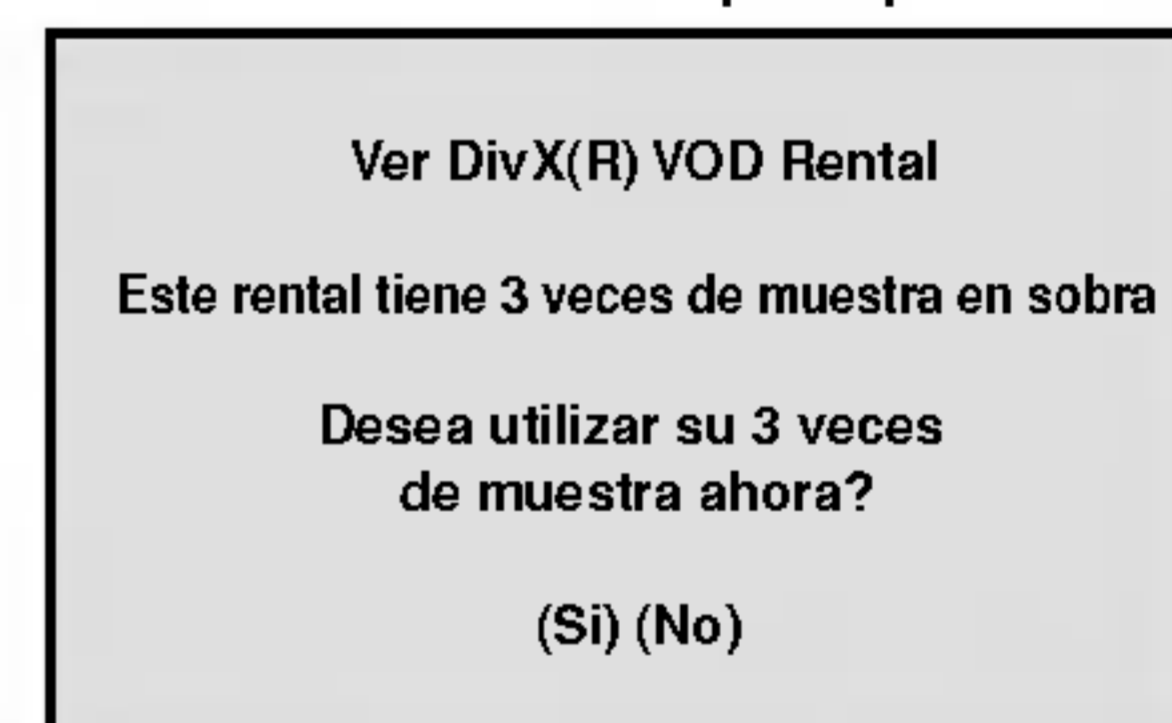 Ver DivX(R) VOD Rental
Este rental tiene 3 veces de muestra en sobra
Desea utilizar su 3 veces
de muestra ahora?
(Si) (No)